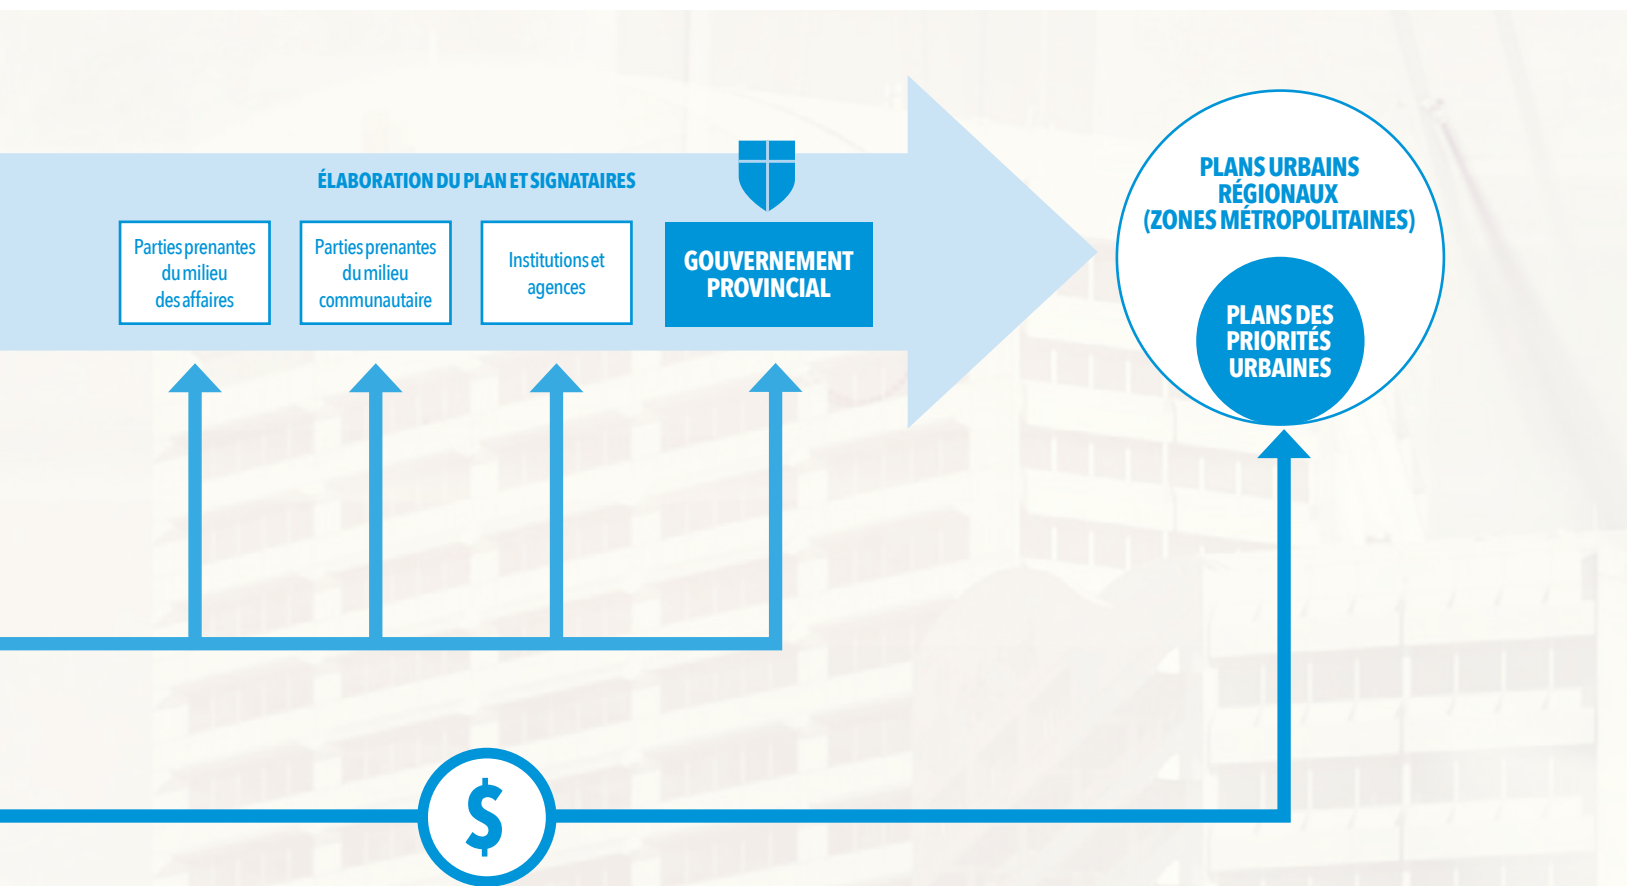 ÉLABORATION DU PLAN ET SIGNATAIRES
Parties prenantes
du milieu
des affaires
Parties prenantes
du milieu
communautaire
Institutions et
agences
GOUVERNEMENT
PROVINCIAL
PLANS URBAINS
RÉGIONAUX
(ZONES MÉTROPOLITAINES)
PLANS DES
PRIORITÉS
URBAINES
$